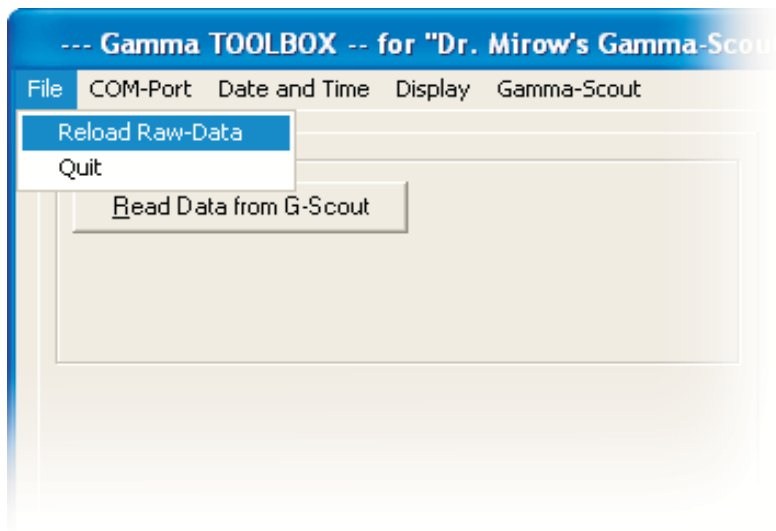 --- Gamma TOOLBOX -- for "Dr. Mirow's Gamma-Scou
File COM-Port Date and Time Display Gamma-Scout
Reload Raw-Data
Quit
Read Data from G-Scout